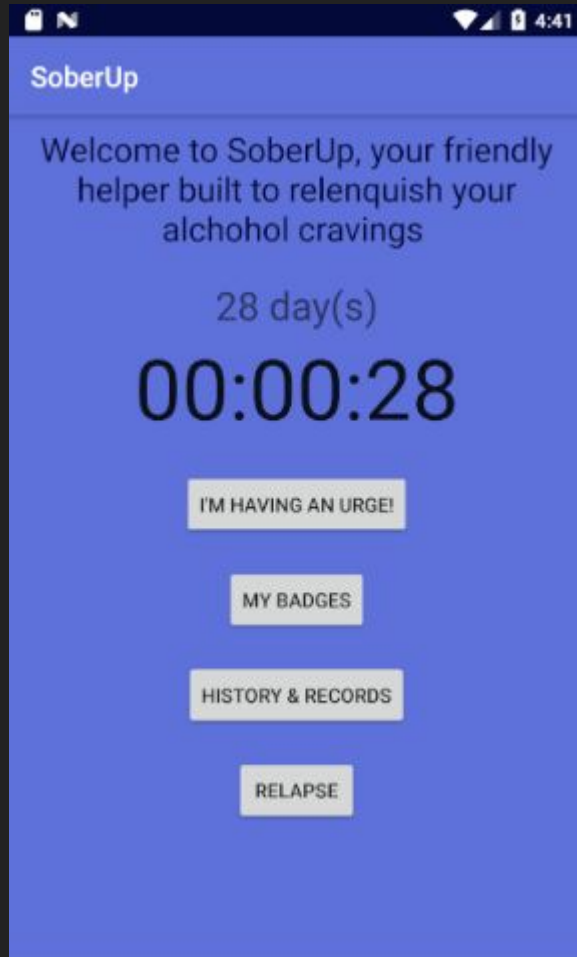 4:41
SoberUp
Welcome to SoberUp, your friendly
helper built to relenquish your
alchohol cravings
28 day(s)
00:00:28
I'M HAVING AN URGE!
MY BADGES
HISTORY & RECORDS
RELAPSE